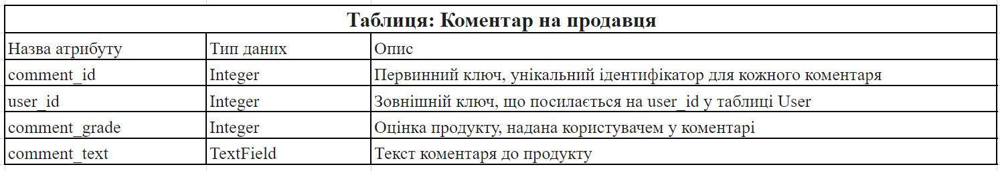 Таблиця: Коментар на продавця
Назва атрибуту Тип даних Опис
comment_id Integer Первинний ключ, унікальний ідентифікатор для кожного коментаря
user_id Integer Зовнішній ключ, що посилається на user_id у таблиці User
comment_grade Integer Оцінка продукту, надана користувачем у коментарі
comment_text TextField Текст коментаря до продукту